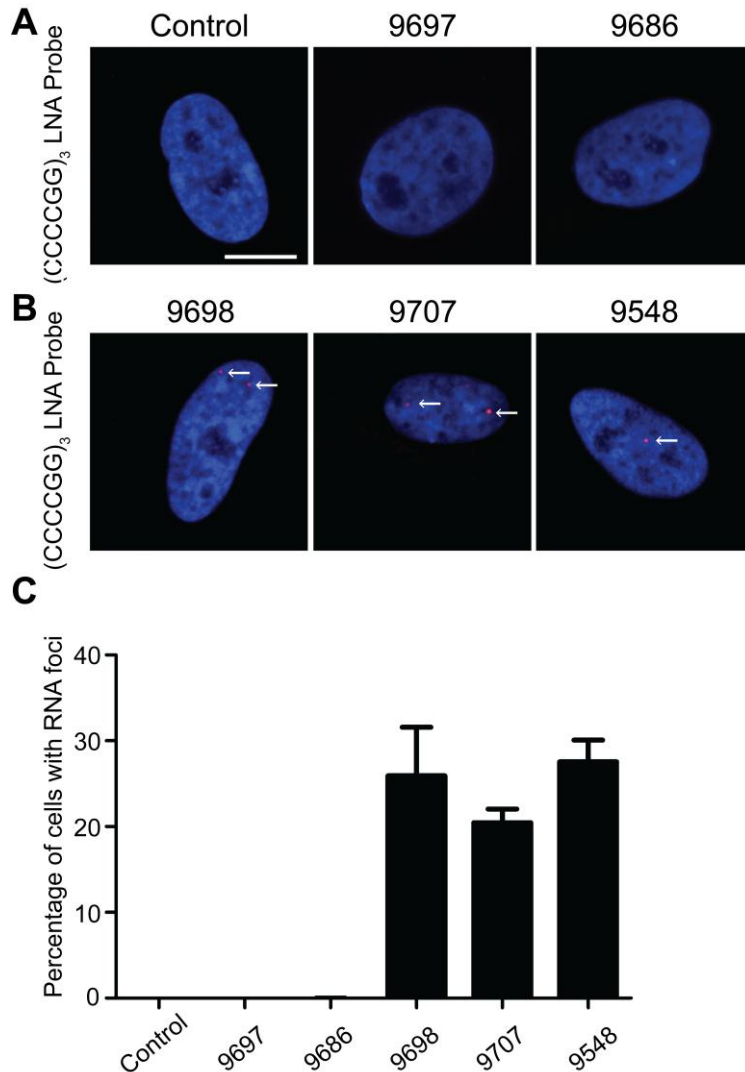 A
Control 9697 9686
(CCCCGG)3 LNA Probe
B
9698 9707 9548
(CCCCGG)3 LNA Probe
C
Percentage of cells with RNA foci
40
30
20
10
0
Control 9697 9686 9698 9707 9548